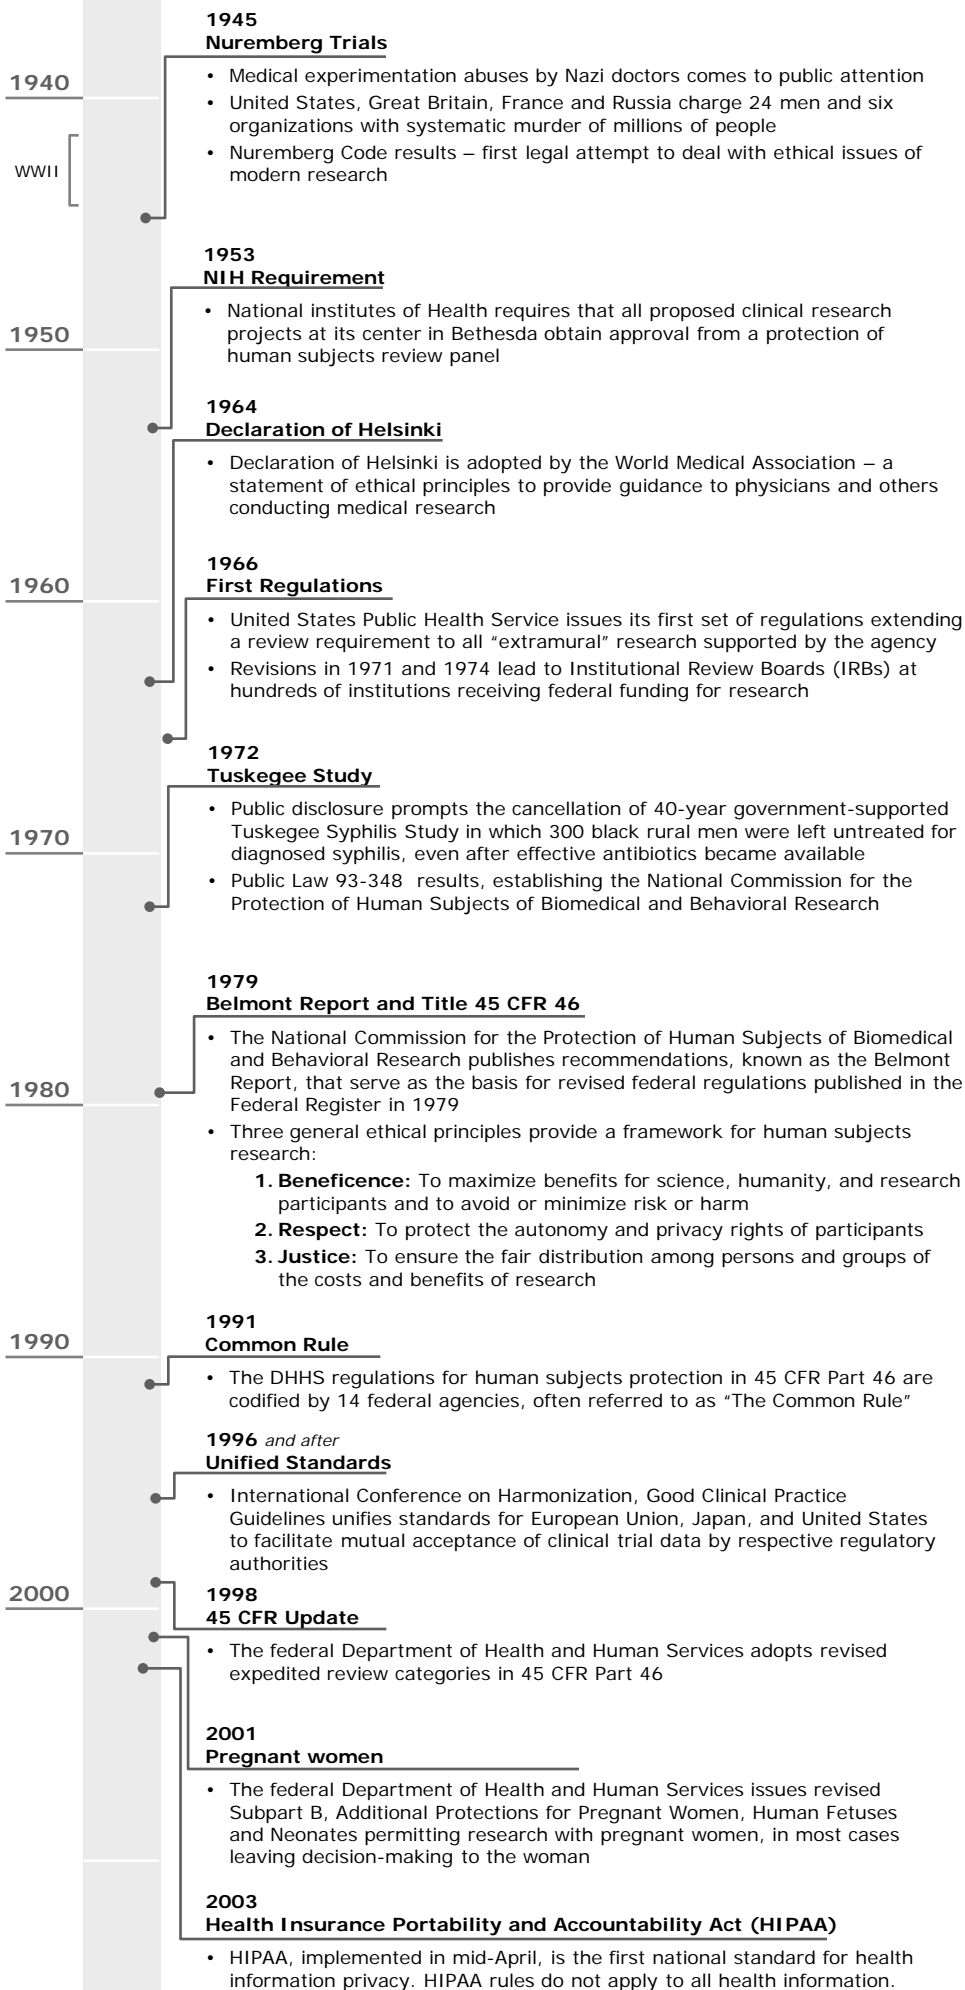 1945
Nuremberg Trials
• Medical experimentation abuses by Nazi doctors comes to public attention
• United States, Great Britain, France and Russia charge 24 men and six
organizations with systematic murder of millions of people
• Nuremberg Code results – first legal attempt to deal with ethical issues of
modern research
1940
WWII
1953
NIH Requirement
• National institutes of Health requires that all proposed clinical research
projects at its center in Bethesda obtain approval from a protection of
human subjects review panel
1950
1964
Declaration of Helsinki
• Declaration of Helsinki is adopted by the World Medical Association – a
statement of ethical principles to provide guidance to physicians and others
conducting medical research
1966
First Regulations
1960
• United States Public Health Service issues its first set of regulations extending
a review requirement to all “extramural” research supported by the agency
• Revisions in 1971 and 1974 lead to Institutional Review Boards (IRBs) at
hundreds of institutions receiving federal funding for research
1972
Tuskegee Study
• Public disclosure prompts the cancellation of 40-year government-supported
Tuskegee Syphilis Study in which 300 black rural men were left untreated for
diagnosed syphilis, even after effective antibiotics became available
• Public Law 93-348 results, establishing the National Commission for the
Protection of Human Subjects of Biomedical and Behavioral Research
1970
1979
Belmont Report and Title 45 CFR 46
• The National Commission for the Protection of Human Subjects of Biomedical
and Behavioral Research publishes recommendations, known as the Belmont
Report, that serve as the basis for revised federal regulations published in the
Federal Register in 1979
• Three general ethical principles provide a framework for human subjects
research:
1. Beneficence: To maximize benefits for science, humanity, and research
participants and to avoid or minimize risk or harm
2. Respect: To protect the autonomy and privacy rights of participants
3. Justice: To ensure the fair distribution among persons and groups of
the costs and benefits of research
1980
1991
Common Rule
1990
• The DHHS regulations for human subjects protection in 45 CFR Part 46 are
codified by 14 federal agencies, often referred to as “The Common Rule”
1996 and after
Unified Standards
• International Conference on Harmonization, Good Clinical Practice
Guidelines unifies standards for European Union, Japan, and United States
to facilitate mutual acceptance of clinical trial data by respective regulatory
authorities
2000
1998
45 CFR Update
• The federal Department of Health and Human Services adopts revised
expedited review categories in 45 CFR Part 46
2001
Pregnant women
• The federal Department of Health and Human Services issues revised
Subpart B, Additional Protections for Pregnant Women, Human Fetuses
and Neonates permitting research with pregnant women, in most cases
leaving decision-making to the woman
2003
Health Insurance Portability and Accountability Act (HIPAA)
• HIPAA, implemented in mid-April, is the first national standard for health
information privacy. HIPAA rules do not apply to all health information.